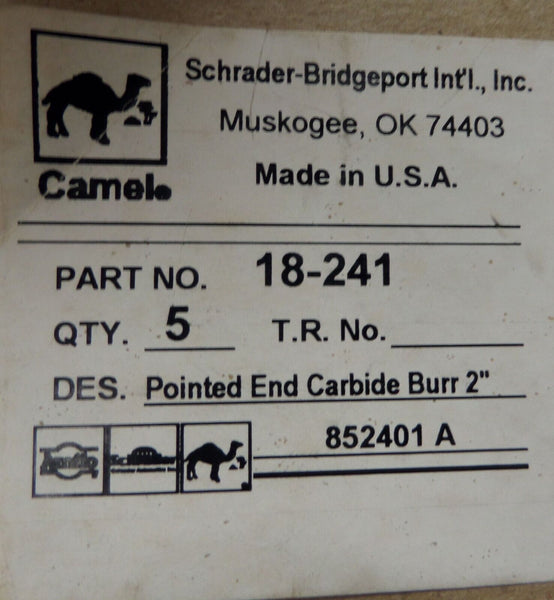 Schrader-Bridgeport Int'l., Inc.
Muskogee, OK 74403
Camel
Made in U.S.A.
PART NO. 18-241
QTY. 5 T.R. No.
DES. Pointed End Carbide Burr 2"
852401 A